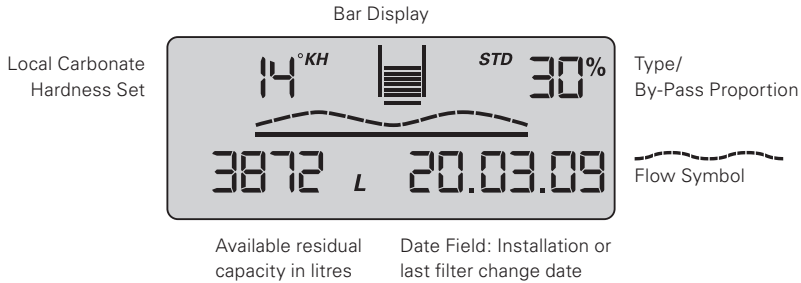 Bar Display
Local Carbonate
Hardness Set
14 °KH
STD 30%
Type/
By-Pass Proportion
3872 L 20.03.09
Flow Symbol
Available residual
capacity in litres
Date Field: Installation or
last filter change date